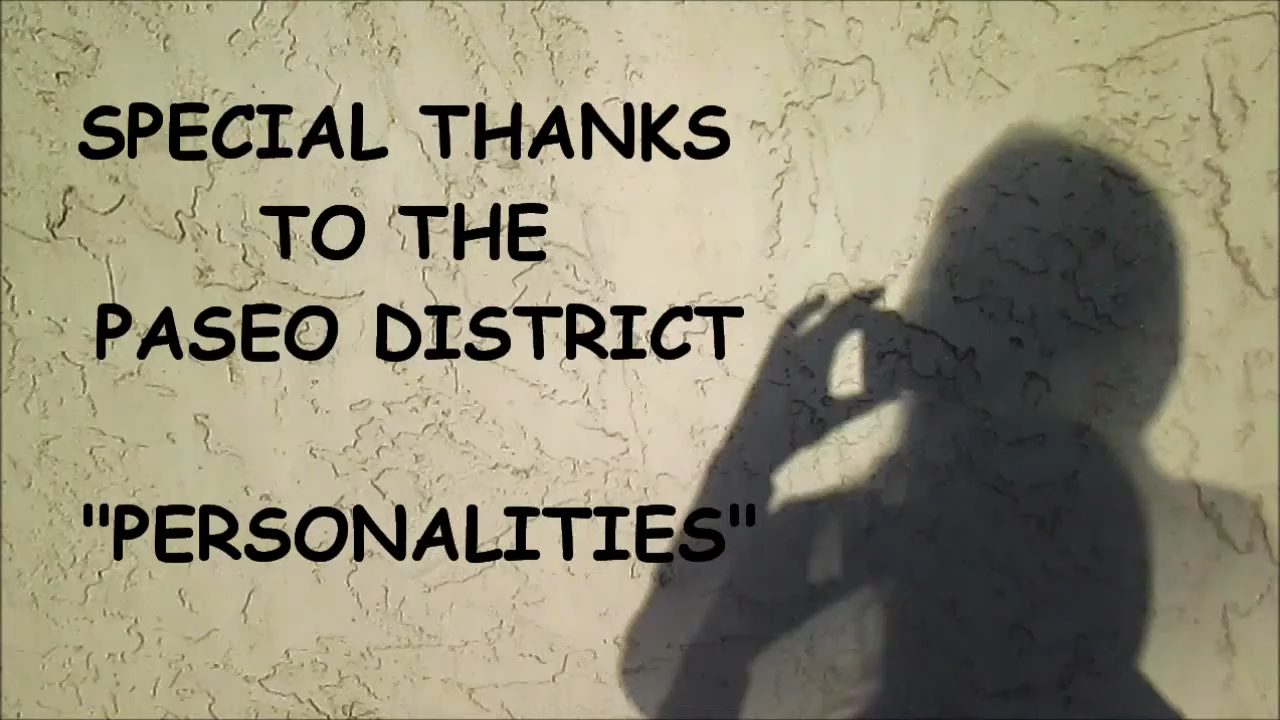 SPECIAL THANKS
TO THE
PASEO DISTRICT
"PERSONALITIES"